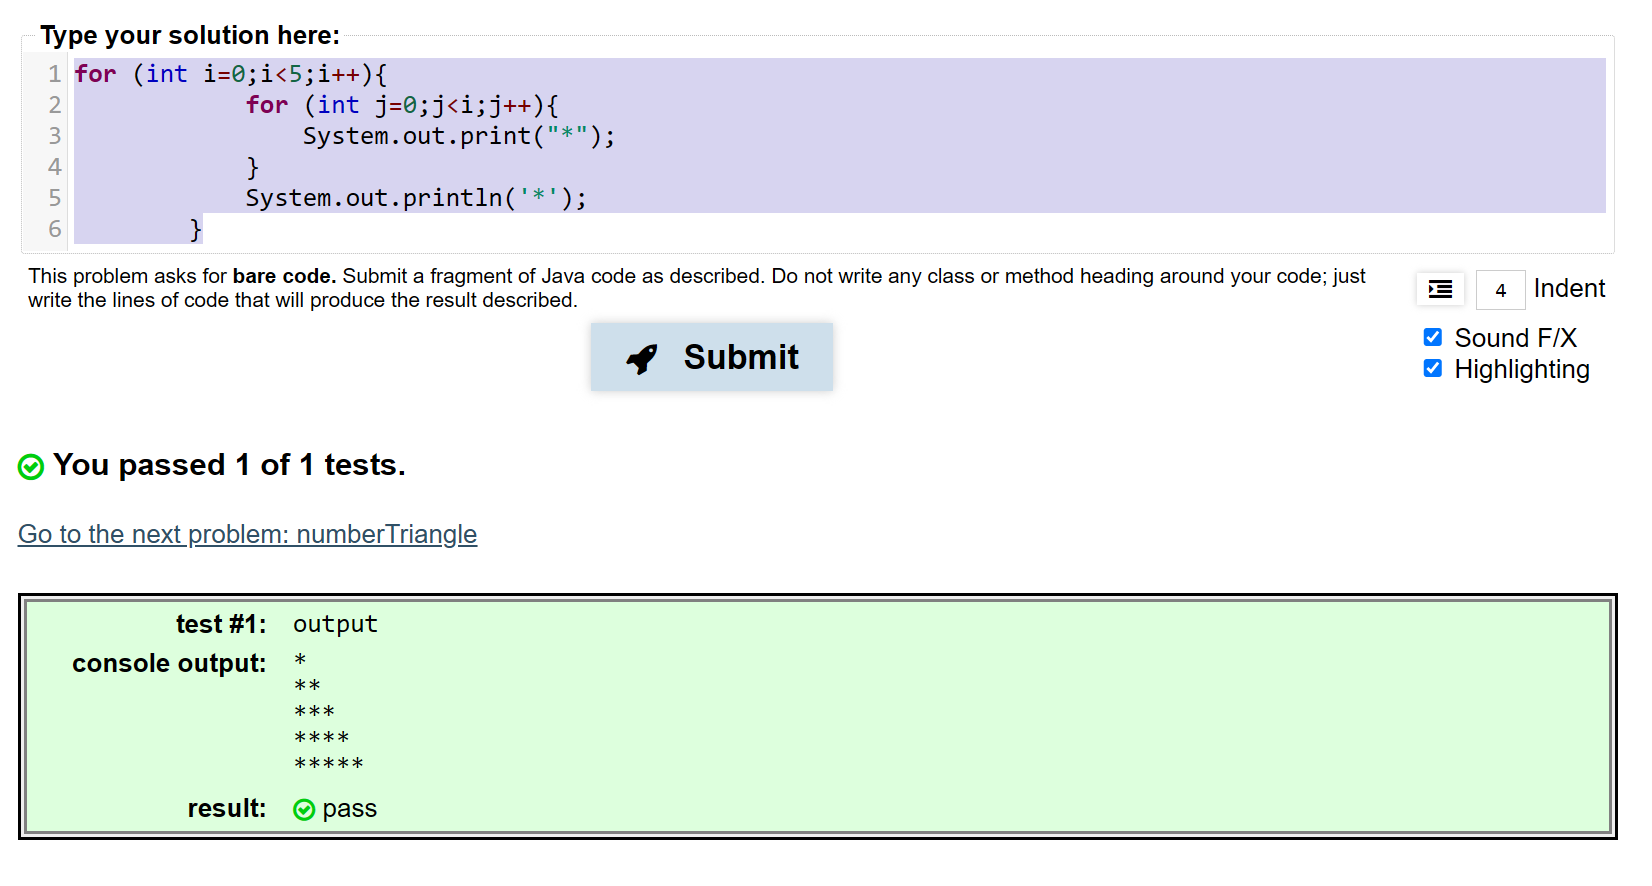 Type your solution here:
1 for (int i=0;i<5;i++){
2             for (int j=0;j<i;j++){
3                 System.out.print("*");
4             }
5             System.out.println('*');
6         }
This problem asks for bare code. Submit a fragment of Java code as described. Do not write any class or method heading around your code; just
write the lines of code that will produce the result described.
4 Indent
Sound F/X
Highlighting
Submit
You passed 1 of 1 tests.
Go to the next problem: numberTriangle
test #1: output
console output: *
**
***
****
*****
result: pass